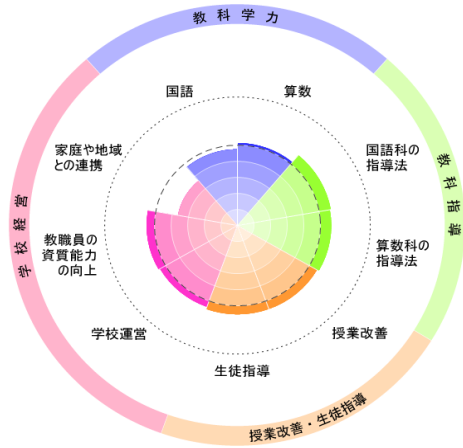 教科学力
国語
算数
家庭や地域
との連携
国語科の
指導法
教科指導
学校経営
教職員の
資質能力
の向上
算数科の
指導法
学校運営
授業改善
生徒指導
授業改善・生徒指導